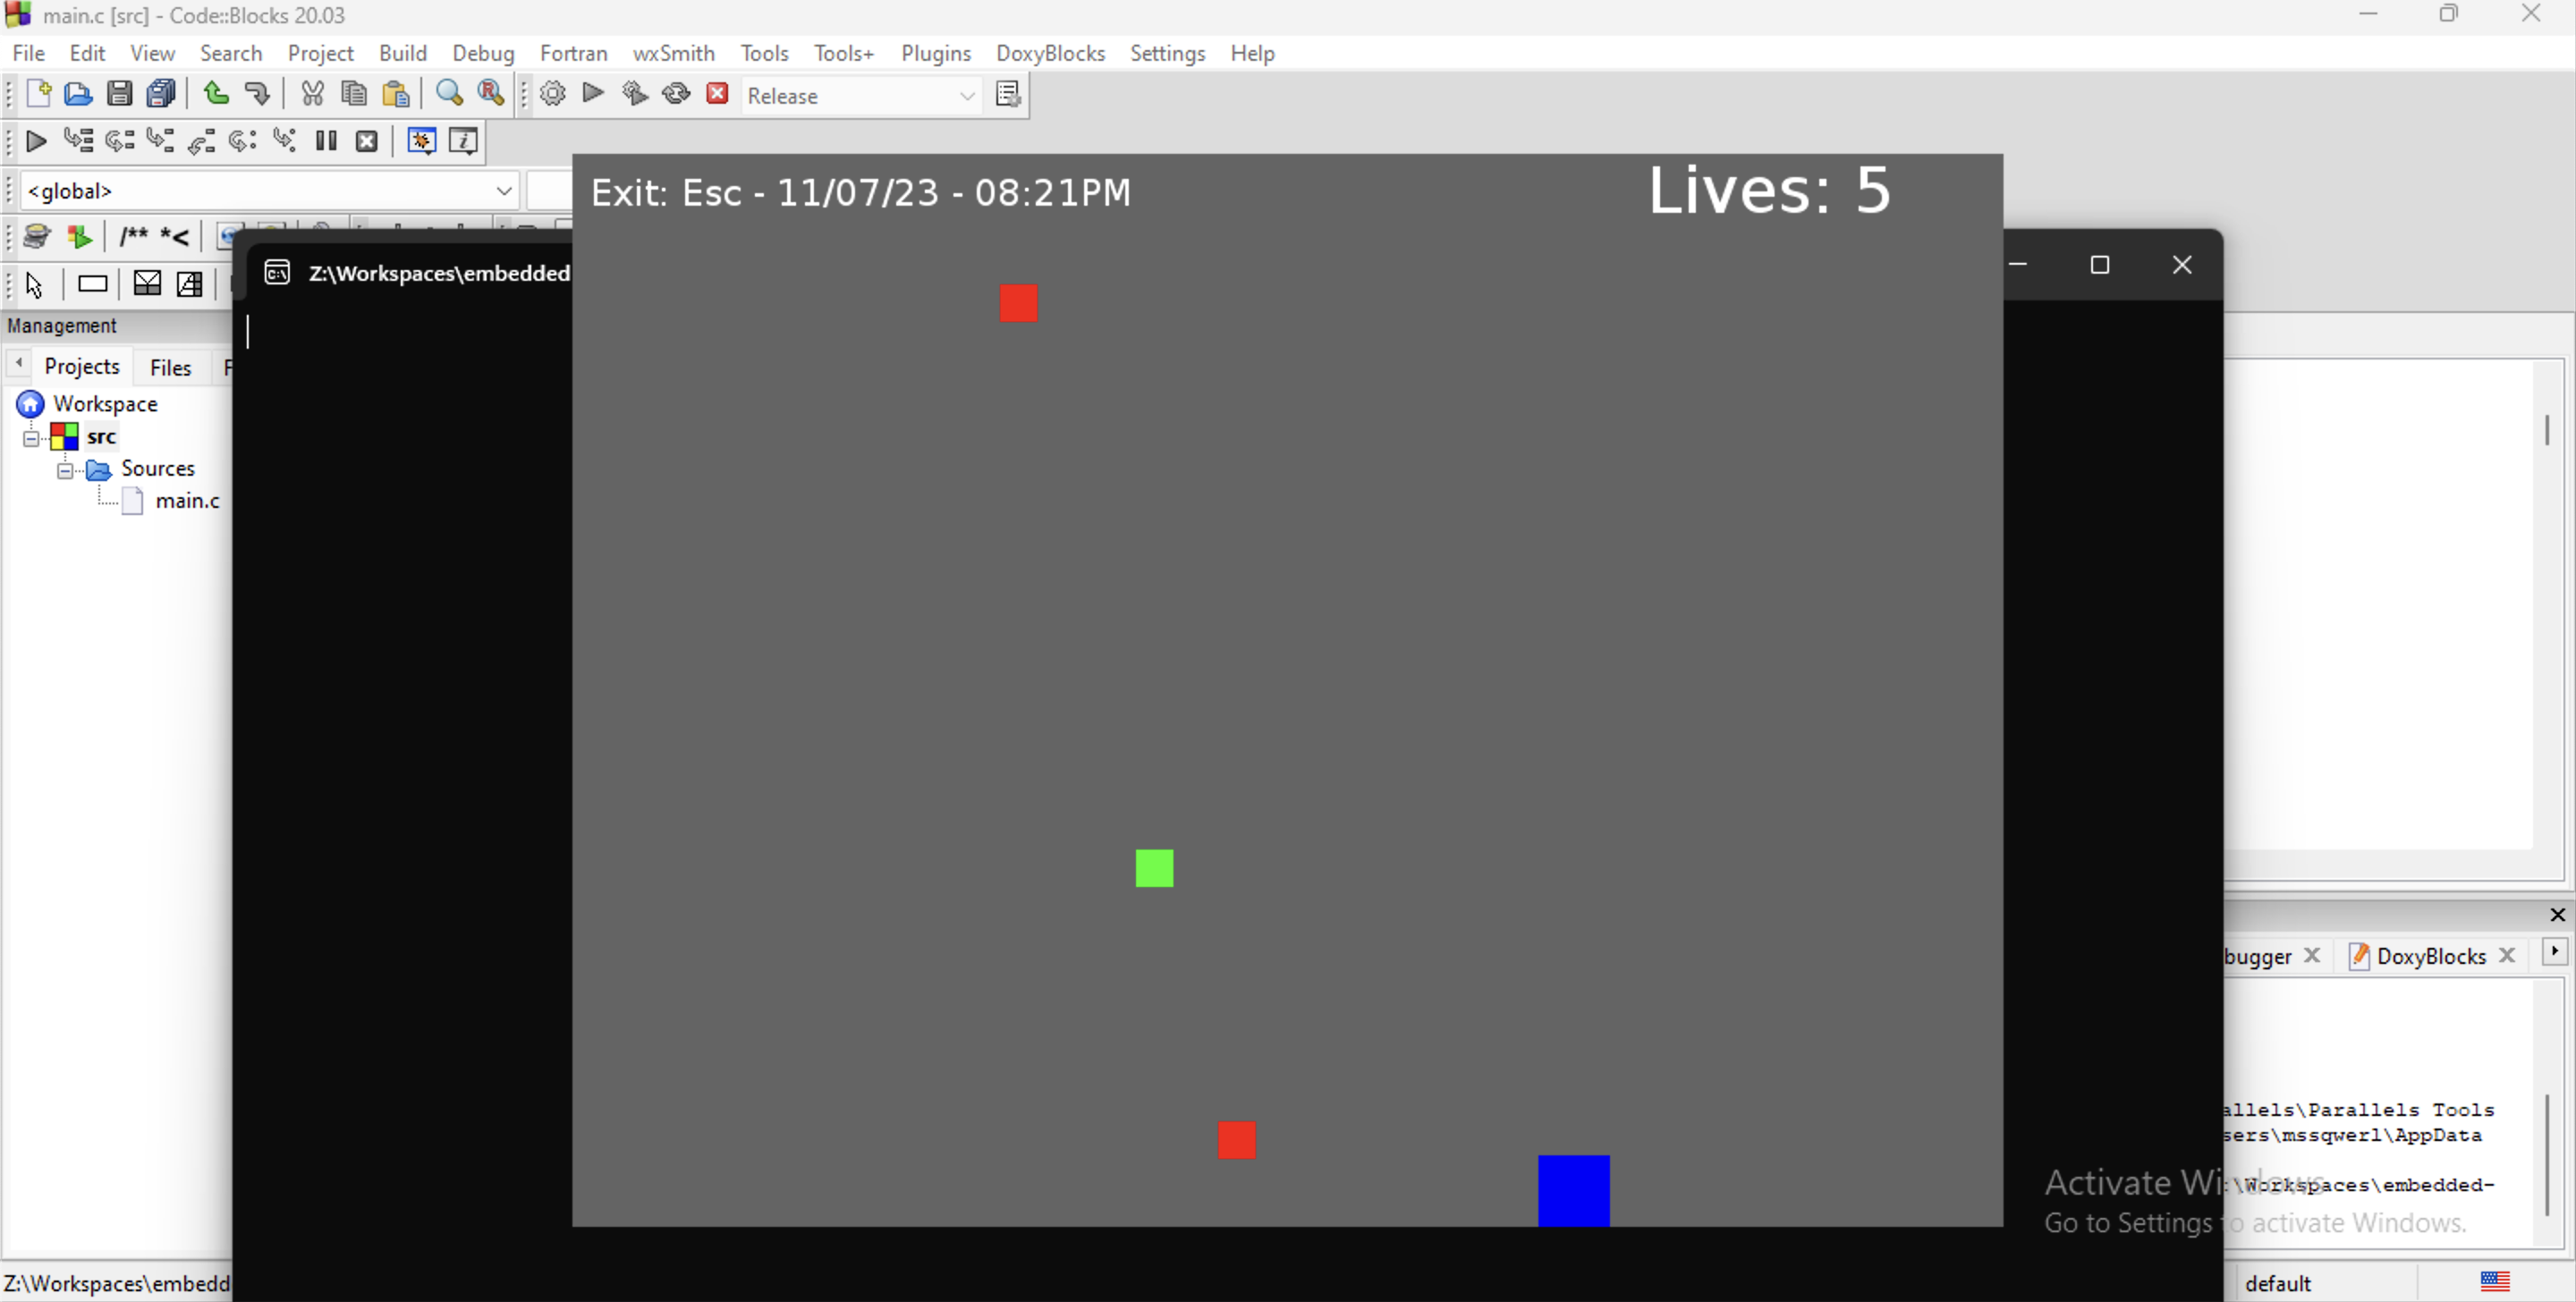 main.c [src] - Code::Blocks 20.03
File Edit View Search Project Build Debug Fortran wxSmith Tools Tools+ Plugins DoxyBlocks Settings Help
Release
<global>
Exit: Esc - 11/07/23 - 08:21PM
Lives: 5
/** *<
Z:\Workspaces\embedded
Management
Projects Files F
Workspace
src
Sources
main.c
bugger DoxyBlocks
allels\Parallels Tools
sers\mssqwerl\AppData
:\Workspaces\embedded-
Activate Windows
Go to Settings to activate Windows.
Z:\Workspaces\embedd
default